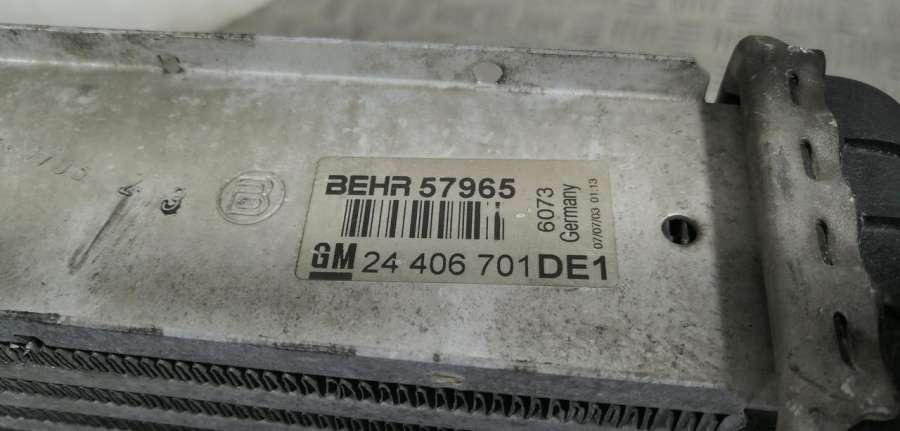 BEHR 57965
6073
Germany
07/07/03 01:13
GM 24 406 701 DE1